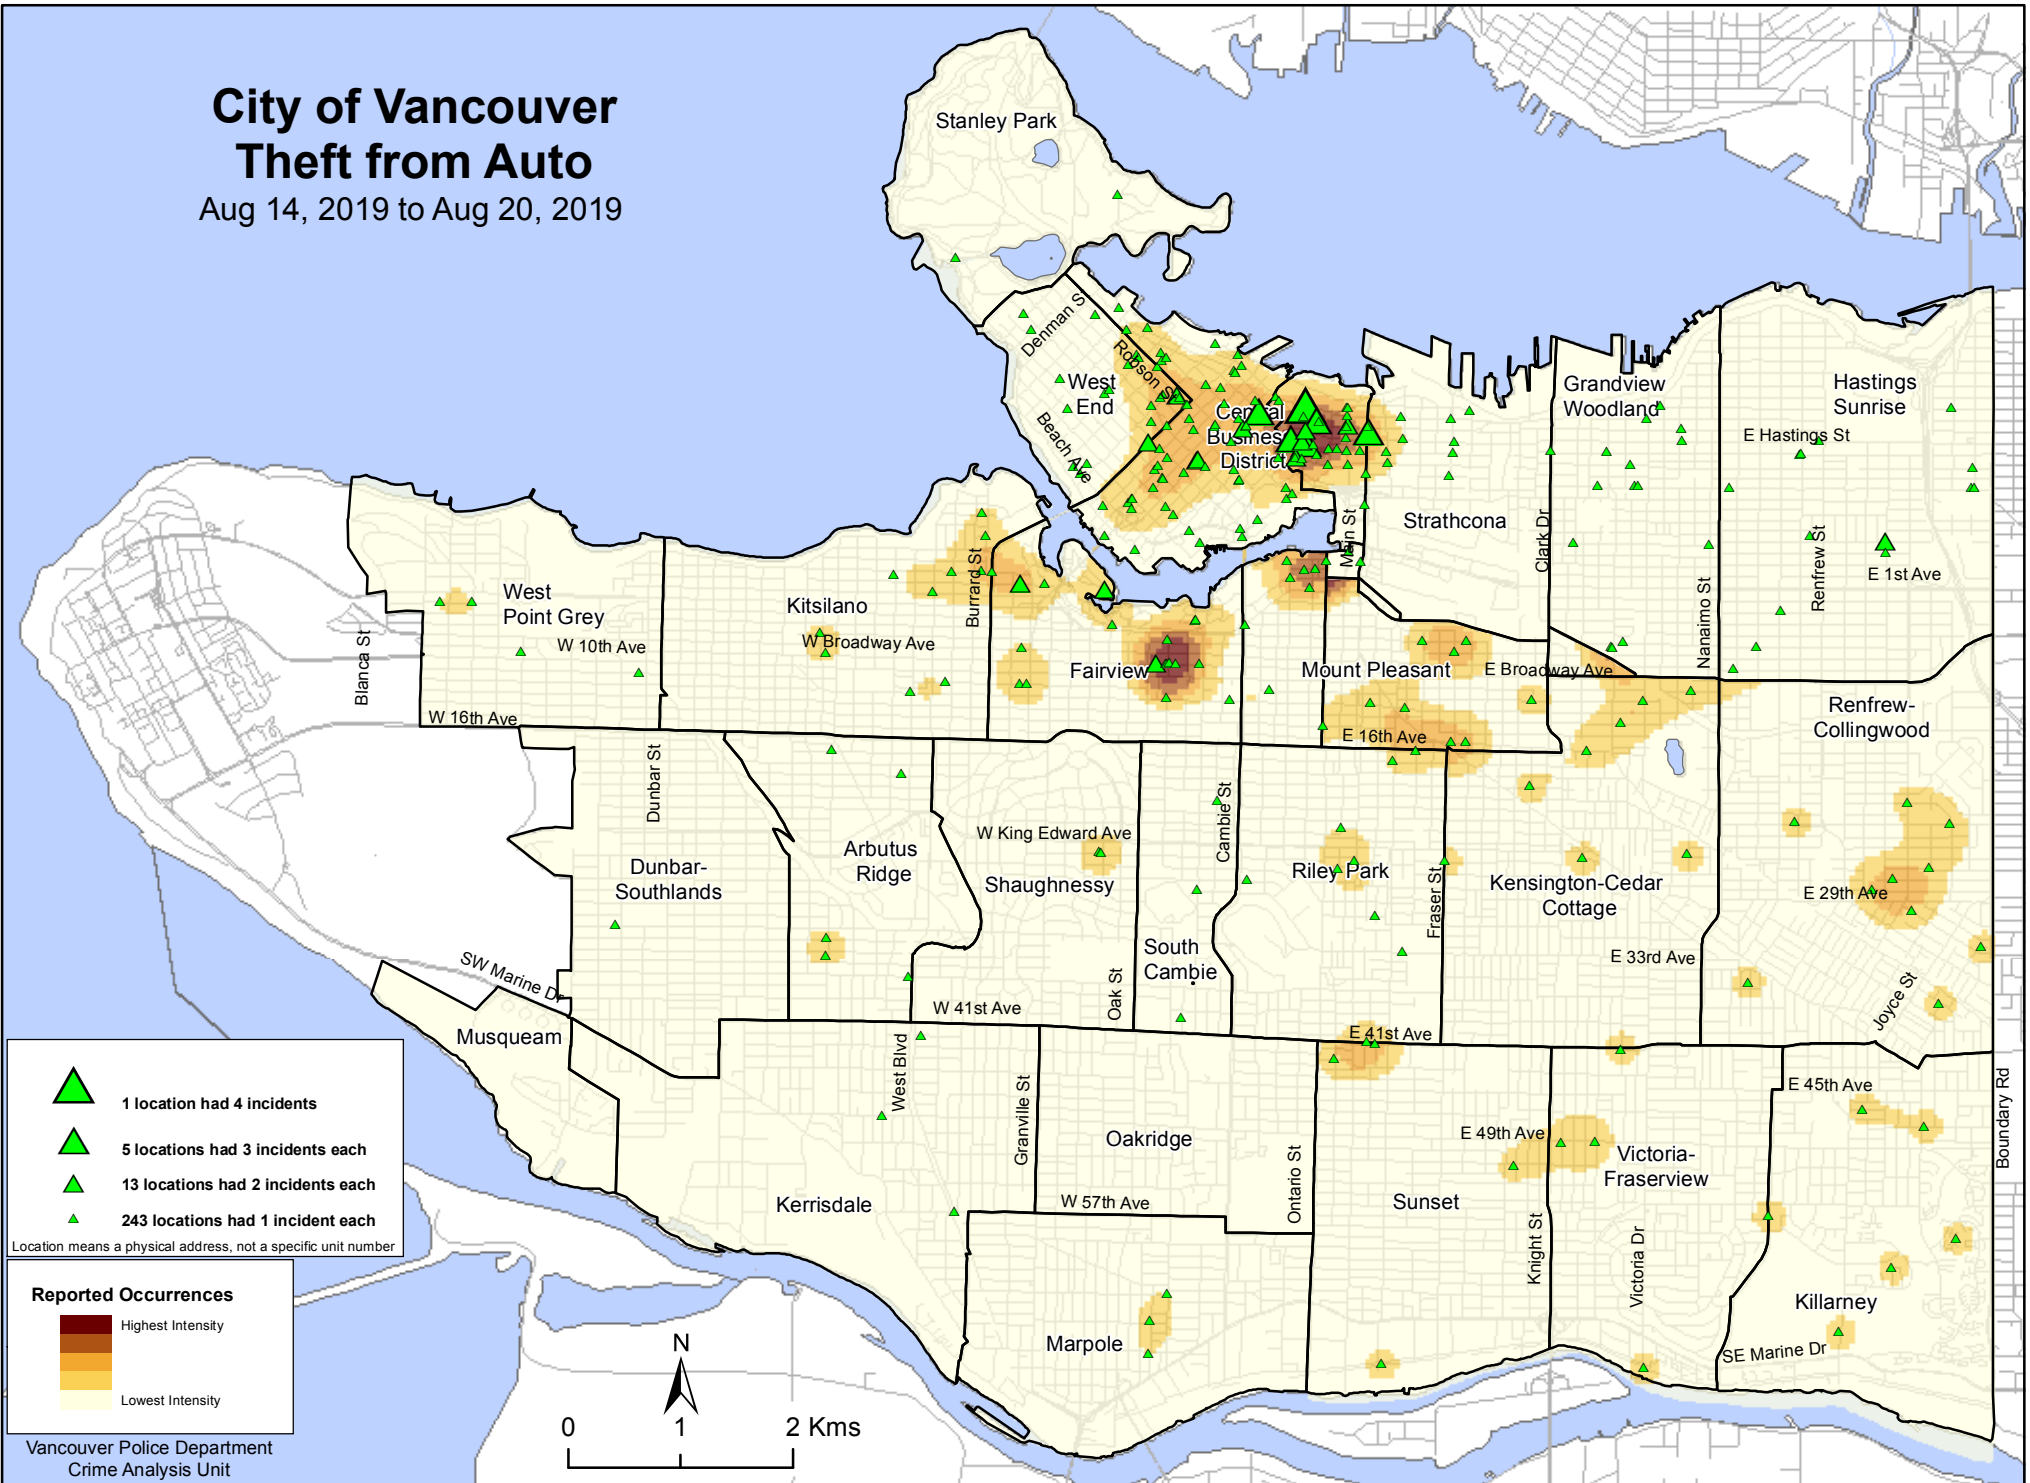 City of Vancouver
Theft from Auto
Aug 14, 2019 to Aug 20, 2019
Stanley Park
Denman S
Robson St
West
End
Beach Ave
Central
Business
District
Grandview
Woodland
Hastings
Sunrise
E Hastings St
Strathcona
Main St
Clark Dr
Nanaimo St
Renfrew St
E 1st Ave
West
Point Grey
Kitsilano
Burrard St
W Broadway Ave
W 10th Ave
Blanca St
W 16th Ave
Fairview
Mount Pleasant
E Broadway Ave
E 16th Ave
Renfrew-
Collingwood
Dunbar St
Dunbar-
Southlands
Arbutus
Ridge
W King Edward Ave
Shaughnessy
Cambie St
Riley Park
Fraser St
Kensington-Cedar
Cottage
E 29th Ave
E 33rd Ave
South
Cambie
Oak St
W 41st Ave
E 41st Ave
Joyce St
SW Marine Dr
Musqueam
West Blvd
Granville St
Oakridge
Ontario St
E 49th Ave
E 45th Ave
Boundary Rd
Victoria-
Fraserview
Kerrisdale
W 57th Ave
Sunset
Knight St
Victoria Dr
Killarney
SE Marine Dr
Marpole
1 location had 4 incidents
5 locations had 3 incidents each
13 locations had 2 incidents each
243 locations had 1 incident each
Location means a physical address, not a specific unit number
Reported Occurrences
Highest Intensity
Lowest Intensity
N
0 1 2 Kms
Vancouver Police Department
Crime Analysis Unit